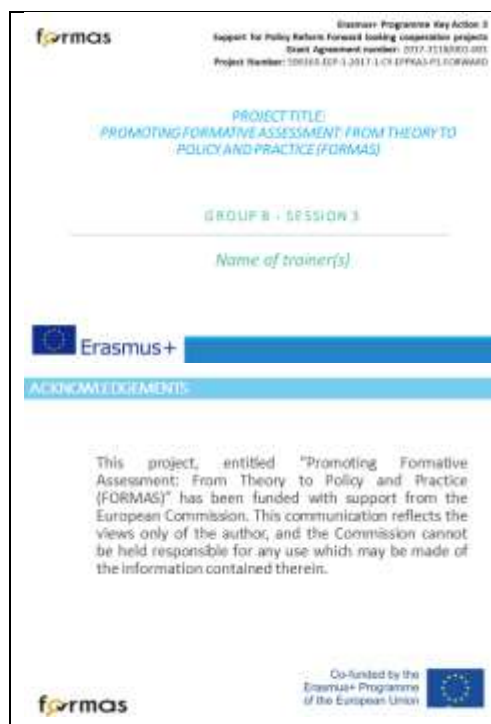 formas
Erasmus+ Programme Key Action 3
Support for Policy Reform Forward looking cooperation projects
Grant Agreement number:
Project Number:
PROJECT TITLE:
PROMOTING FORMATIVE ASSESSMENT: FROM THEORY TO
POLICY AND PRACTICE (FORMAS)
GROUP B - SESSION 3
Name of trainer(s)
Erasmus+
ACKNOWLEDGEMENTS
This project, entitled "Promoting Formative
Assessment: From Theory to Policy and Practice
(FORMAS)" has been funded with support from the
European Commission. This communication reflects the
views only of the author, and the Commission cannot
be held responsible for any use which may be made of
the information contained therein.
formas
Co-funded by the
Erasmus+ Programme
of the European Union